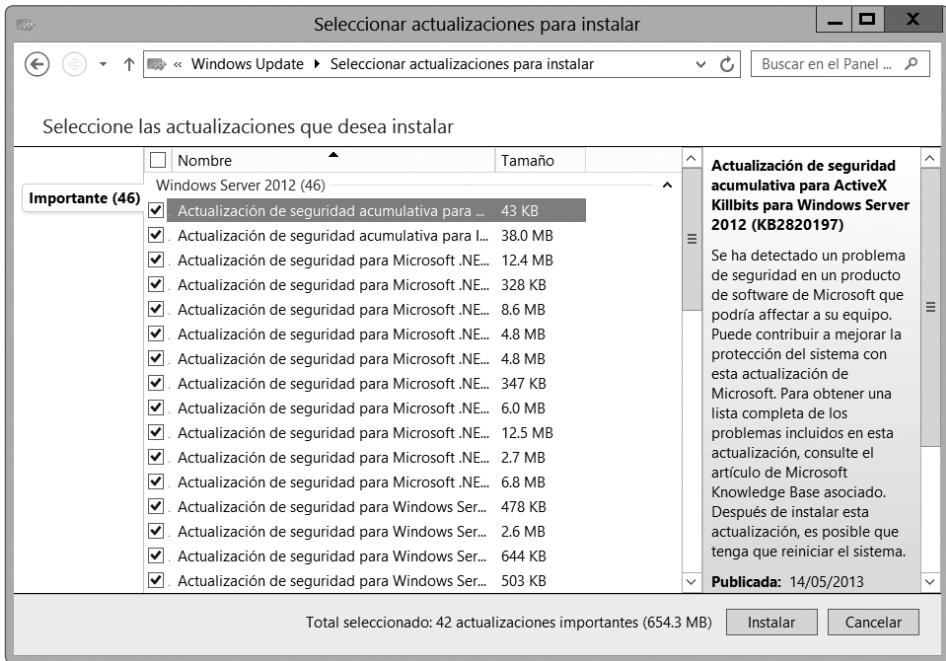 Seleccionar actualizaciones para instalar
« Windows Update Seleccionar actualizaciones para instalar
Buscar en el Panel ...
Seleccione las actualizaciones que desea instalar
Importante (46)
Nombre Tamaño
Windows Server 2012 (46)
Actualización de seguridad acumulativa para ... 43 KB
Actualización de seguridad acumulativa para I... 38.0 MB
Actualización de seguridad para Microsoft .NE... 12.4 MB
Actualización de seguridad para Microsoft .NE... 328 KB
Actualización de seguridad para Microsoft .NE... 8.6 MB
Actualización de seguridad para Microsoft .NE... 4.8 MB
Actualización de seguridad para Microsoft .NE... 4.8 MB
Actualización de seguridad para Microsoft .NE... 347 KB
Actualización de seguridad para Microsoft .NE... 6.0 MB
Actualización de seguridad para Microsoft .NE... 12.5 MB
Actualización de seguridad para Microsoft .NE... 2.7 MB
Actualización de seguridad para Microsoft .NE... 6.8 MB
Actualización de seguridad para Windows Ser... 478 KB
Actualización de seguridad para Windows Ser... 2.6 MB
Actualización de seguridad para Windows Ser... 644 KB
Actualización de seguridad para Windows Ser... 503 KB
Actualización de seguridad
acumulativa para ActiveX
Killbits para Windows Server
2012 (KB2820197)
Se ha detectado un problema
de seguridad en un producto
de software de Microsoft que
podría affectar a su equipo.
Puede contribuir a mejorar la
protección del sistema con
esta actualización de
Microsoft. Para obtener una
lista completa de los
problemas incluidos en esta
actualización, consulte el
artículo de Microsoft
Knowledge Base asociado.
Después de instalar esta
actualización, es posible que
tenga que reiniciar el sistema.
Publicada: 14/05/2013
Total seleccionado: 42 actualizaciones importantes (654.3 MB)
Instalar
Cancelar